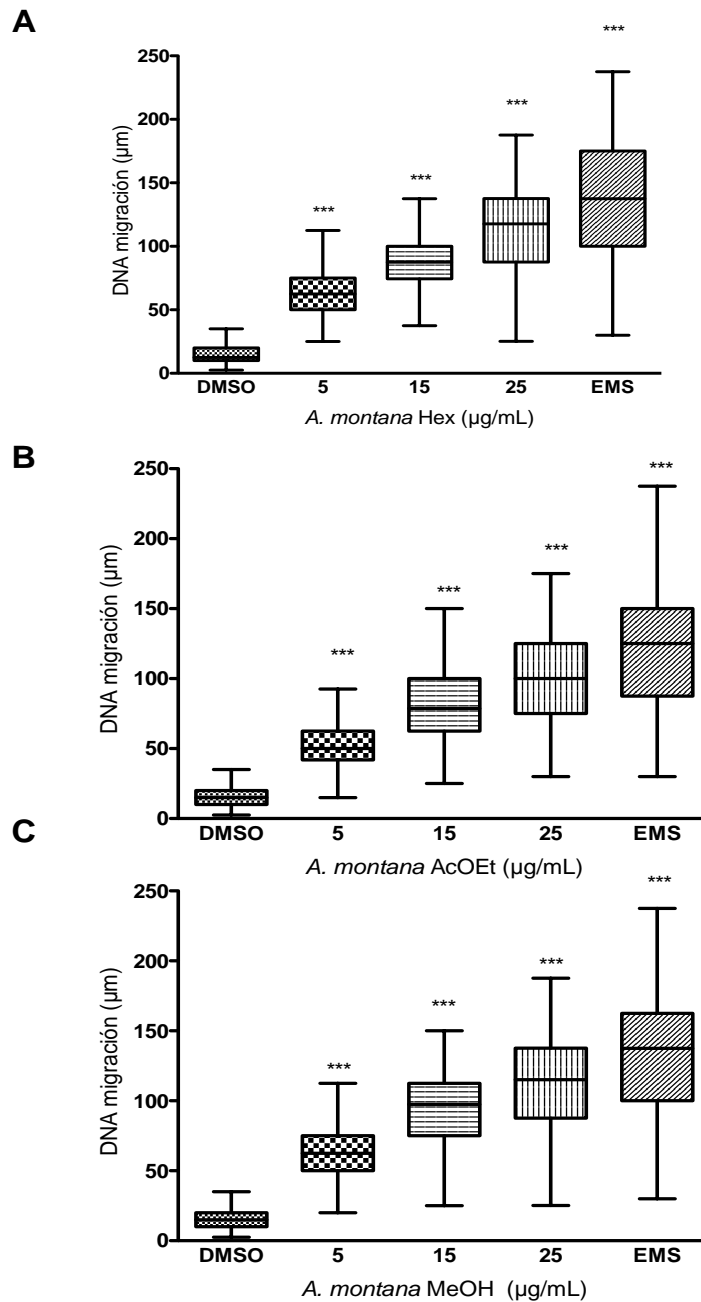 A
***
***
***
***
250
200
150
100
50
0
DNA migración (µm)
DMSO 5 15 25 EMS
A. montana Hex (µg/mL)
B
***
***
***
***
250
200
150
100
50
0
DNA migración (µm)
DMSO 5 15 25 EMS
A. montana AcOEt (µg/mL)
C
***
***
***
***
250
200
150
100
50
0
DNA migración (µm)
DMSO 5 15 25 EMS
A. montana MeOH (µg/mL)